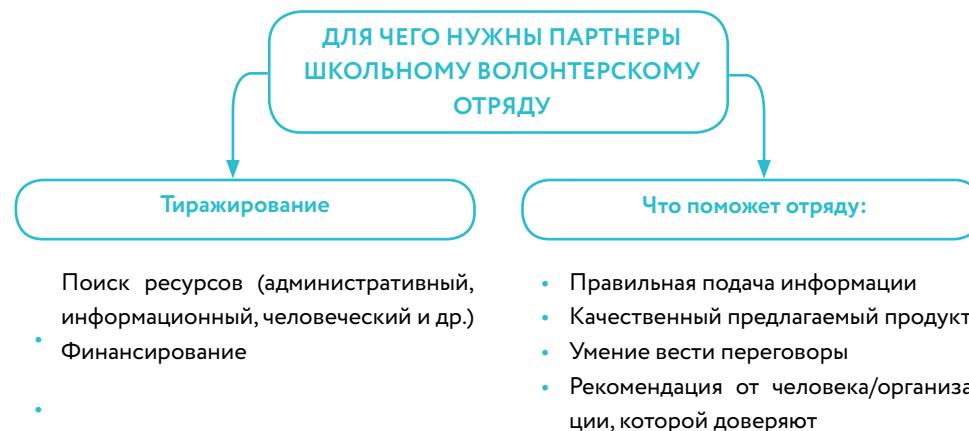 ДЛЯ ЧЕГО НУЖНЫ ПАРТНЕРЫ
ШКОЛЬНОМУ ВОЛОНТЕРСКОМУ
ОТРЯДУ
Тиражирование
Поиск ресурсов (административный,
информационный, человеческий и др.)
• Финансирование
•
Что поможет отряду:
• Правильная подача информации
• Качественный предлагаемый продукт
• Умение вести переговоры
• Рекомендация от человека/организа
ции, которой доверяют